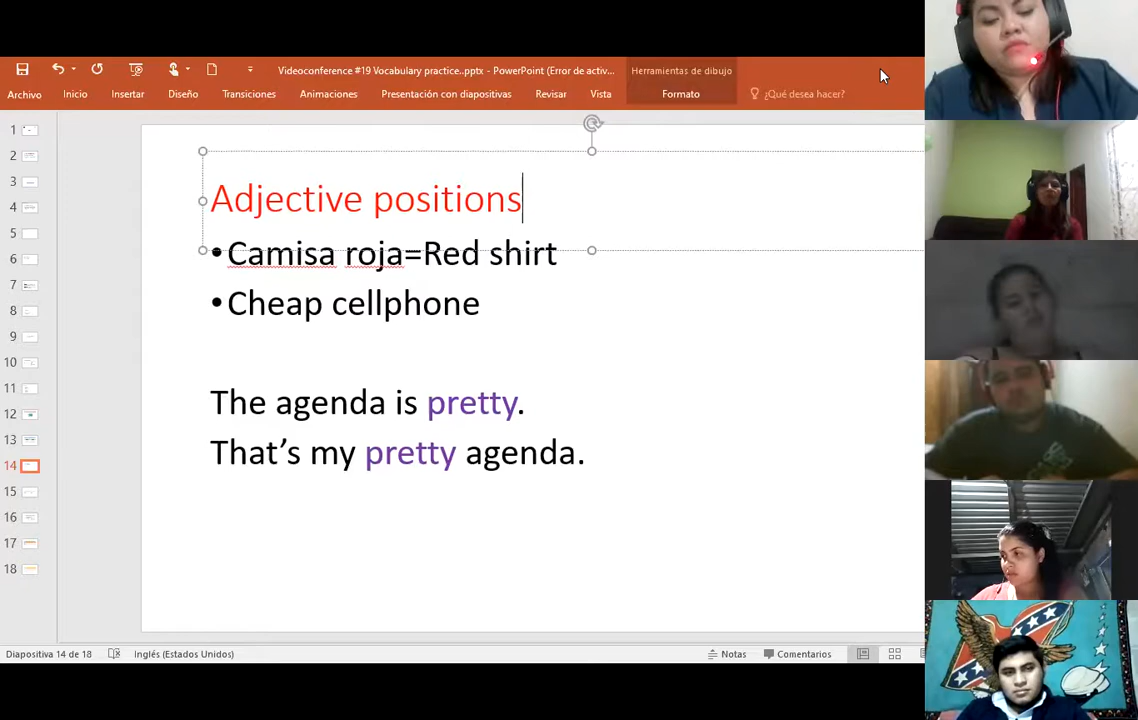 Videoconference #19 Vocabulary practice..pptx - PowerPoint (Error de activ...
Herramientas de dibujo
Archivo
Inicio
Insertar
Diseño
Transiciones
Animaciones
Presentación con diapositivas
Revisar
Vista
Formato
¿Qué desea hacer?
1
2
3
4
5
6
7
8
9
10
11
12
13
14
15
16
17
18
Adjective positions
• Camisa roja=Red shirt
• Cheap cellphone
The agenda is pretty.
That’s my pretty agenda.
Diapositiva 14 de 18
Inglés (Estados Unidos)
Notas
Comentarios